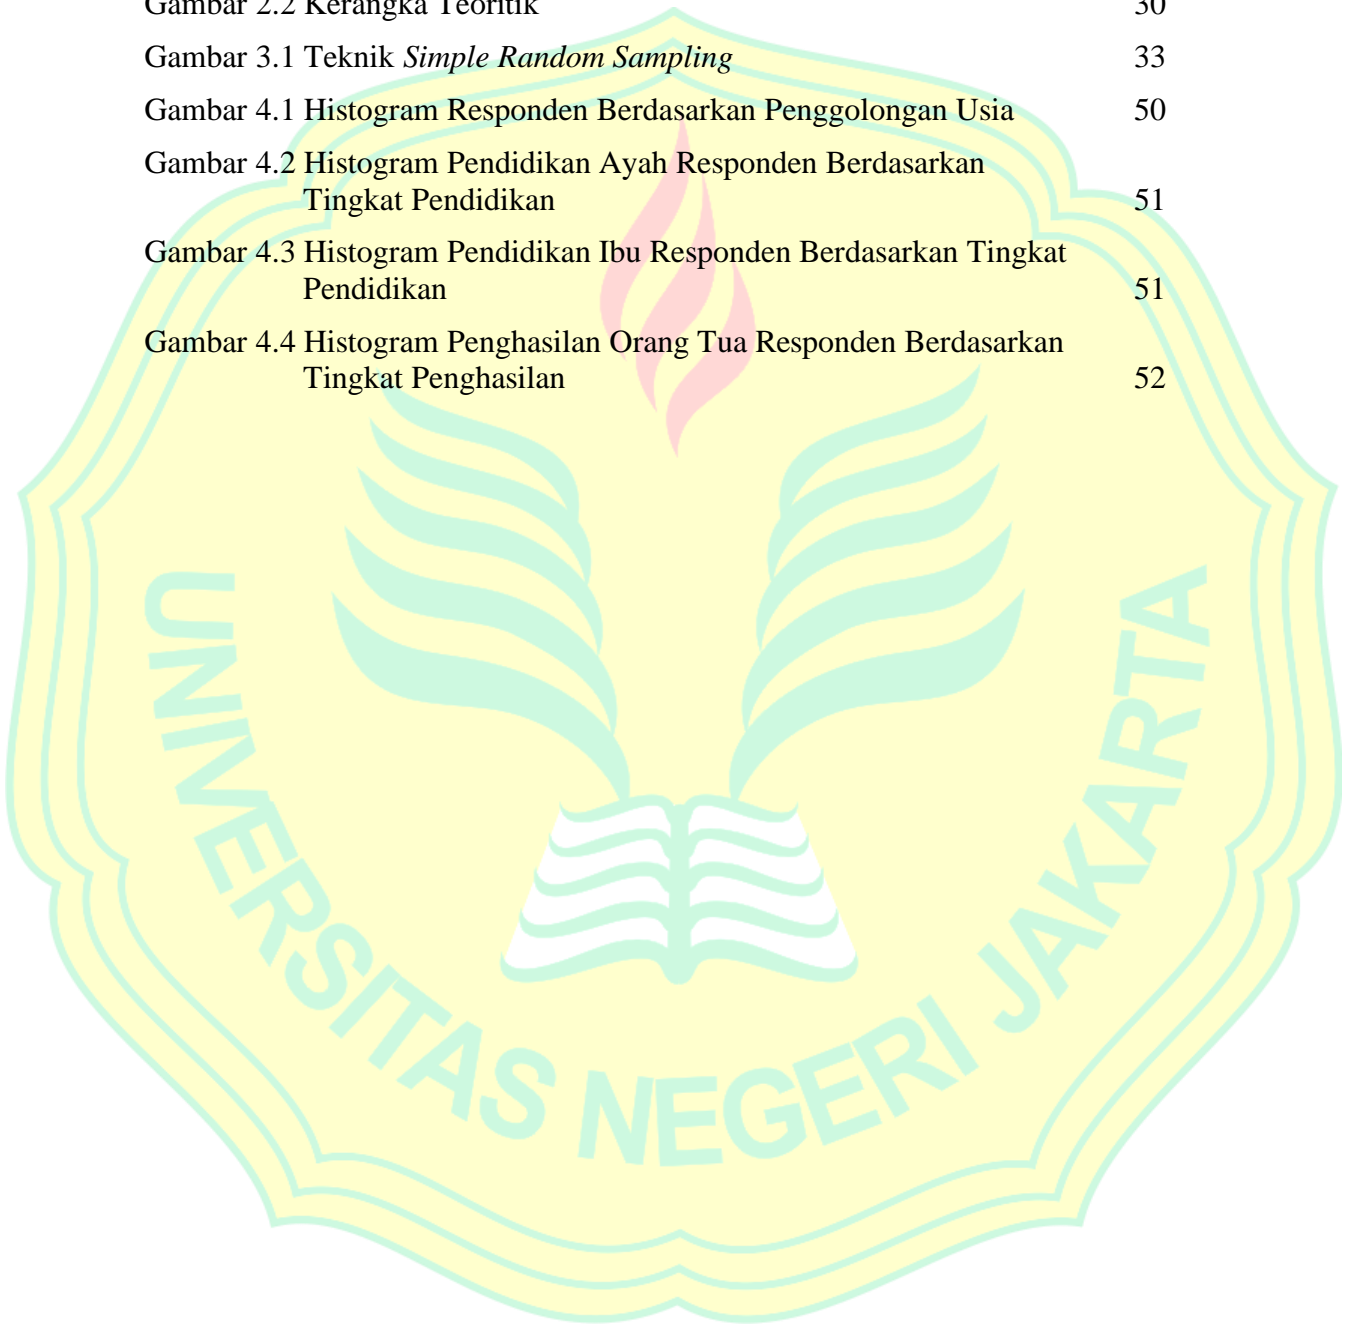 Gambar 2.2 Kerangka Teoritik 30
Gambar 3.1 Teknik Simple Random Sampling 33
Gambar 4.1 Histogram Responden Berdasarkan Penggolongan Usia 50
Gambar 4.2 Histogram Pendidikan Ayah Responden Berdasarkan
Tingkat Pendidikan 51
Gambar 4.3 Histogram Pendidikan Ibu Responden Berdasarkan Tingkat
Pendidikan 51
Gambar 4.4 Histogram Penghasilan Orang Tua Responden Berdasarkan
Tingkat Penghasilan 52
UNIVERSITAS NEGERI JAKARTA